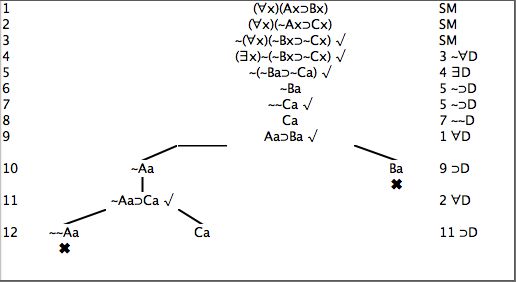 1 (∀x)(Ax⊃Bx) SM
2 (∀x)(~Ax⊃Cx) SM
3 ~(∀x)(~Bx⊃~Cx) √ SM
4 (∃x)~(~Bx⊃~Cx) √ 3 ~∀D
5 ~(~Ba⊃~Ca) √ 4 ∃D
6 ~Ba 5 ~⊃D
7 ~~Ca √ 5 ~⊃D
8 Ca 7 ~~D
9 Aa⊃Ba √ 1 ∀D
10 ~Aa Ba 9 ⊃D
✖
11 ~Aa⊃Ca √ 2 ∀D
12 ~~Aa Ca 11 ⊃D
✖